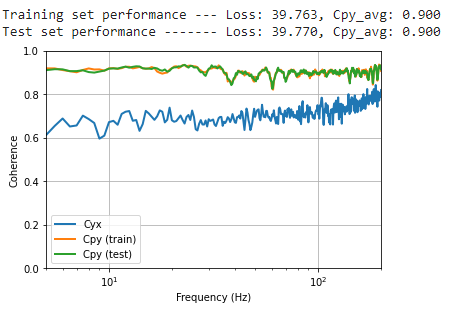 Training set performance --- Loss: 39.763, Cpy_avg: 0.900
Test set performance ------- Loss: 39.770, Cpy_avg: 0.900
1.0
0.8
0.6
0.4
0.2
0.0
Coherence
Cyx
Cpy (train)
Cpy (test)
10¹ 10²
Frequency (Hz)